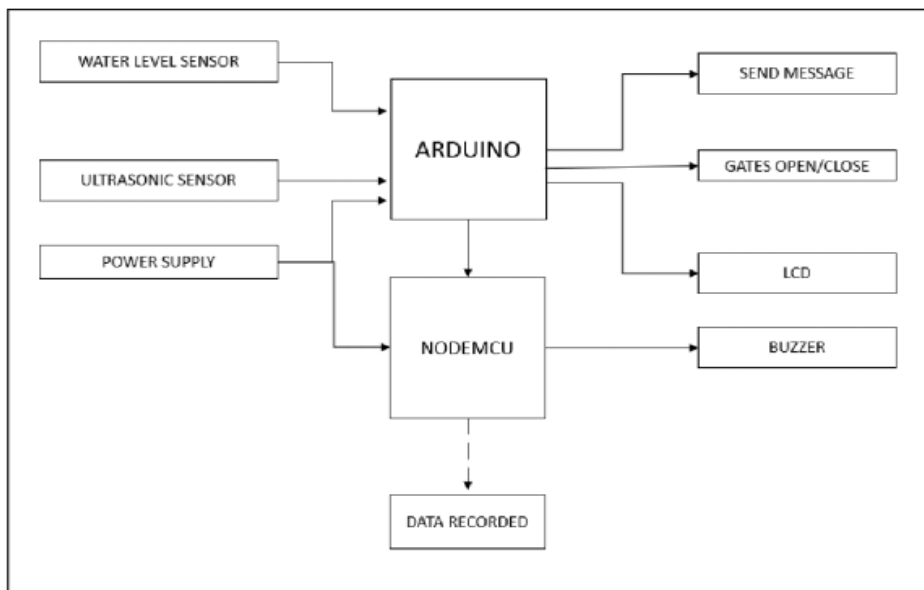 WATER LEVEL SENSOR
ULTRASONIC SENSOR
POWER SUPPLY
ARDUINO
NODEMCU
DATA RECORDED
SEND MESSAGE
GATES OPEN/CLOSE
LCD
BUZZER